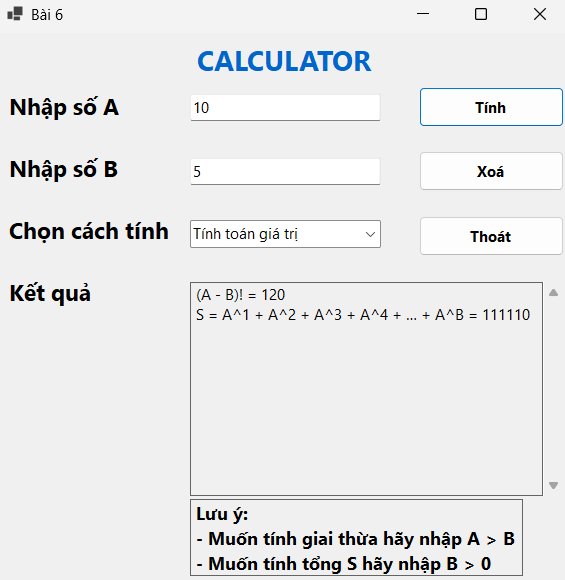 Bài 6
CALCULATOR
Nhập số A
10
Tính
Nhập số B
5
Xoá
Chọn cách tính
Tính toán giá trị
Thoát
Kết quả
(A - B)! = 120
S = A^1 + A^2 + A^3 + A^4 + ... + A^B = 111110
Lưu ý:
- Muốn tính giai thừa hãy nhập A > B
- Muốn tính tổng S hãy nhập B > 0